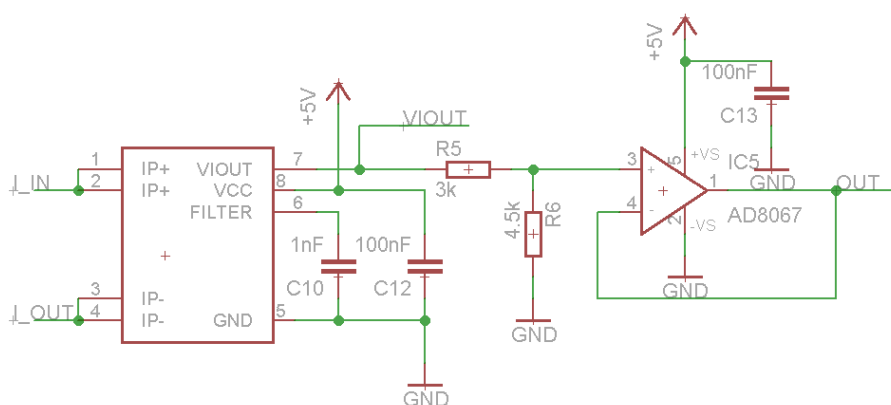 +5V
100nF
C13
GND
+5V
VIOUT
I_IN
1
IP+
2
IP+
VIOUT
7
VCC
8
FILTER
6
R5
3k
4.5k
R6
GND
3
+
4
-
5
+VS
IC5
1
OUT
AD8067
2
-VS
GND
1nF
C10
100nF
C12
I_OUT
3
IP-
4
IP-
GND
5
GND